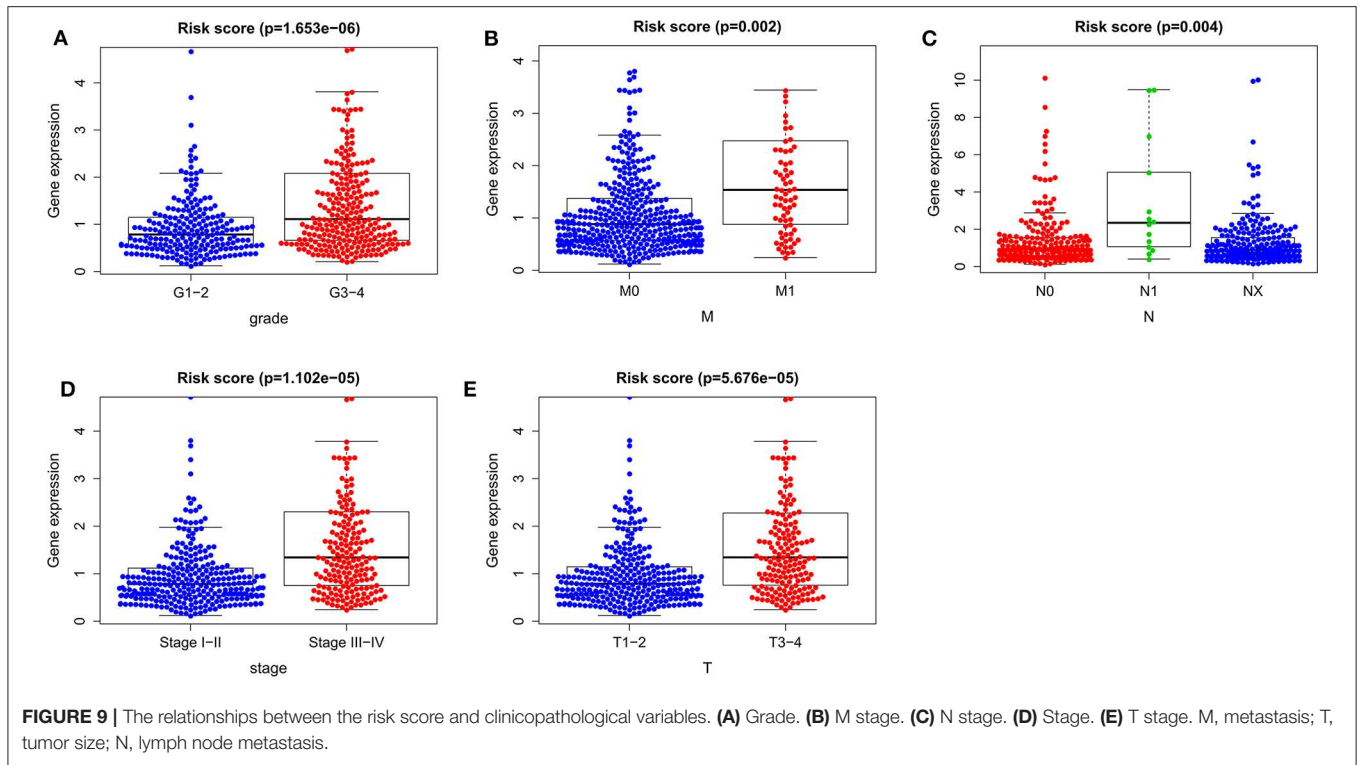 A
Risk score (p=1.653e−06)
Gene expression
4
3
2
1
0
G1−2
G3−4
grade
B
Risk score (p=0.002)
Gene expression
4
3
2
1
0
M0
M1
M
C
Risk score (p=0.004)
Gene expression
10
8
6
4
2
0
N0
N1
NX
N
D
Risk score (p=1.102e−05)
Gene expression
4
3
2
1
0
Stage I−II
Stage III−IV
stage
E
Risk score (p=5.676e−05)
Gene expression
4
3
2
1
0
T1−2
T3−4
T
FIGURE 9 | The relationships between the risk score and clinicopathological variables. (A) Grade. (B) M stage. (C) N stage. (D) Stage. (E) T stage. M, metastasis; T,
tumor size; N, lymph node metastasis.